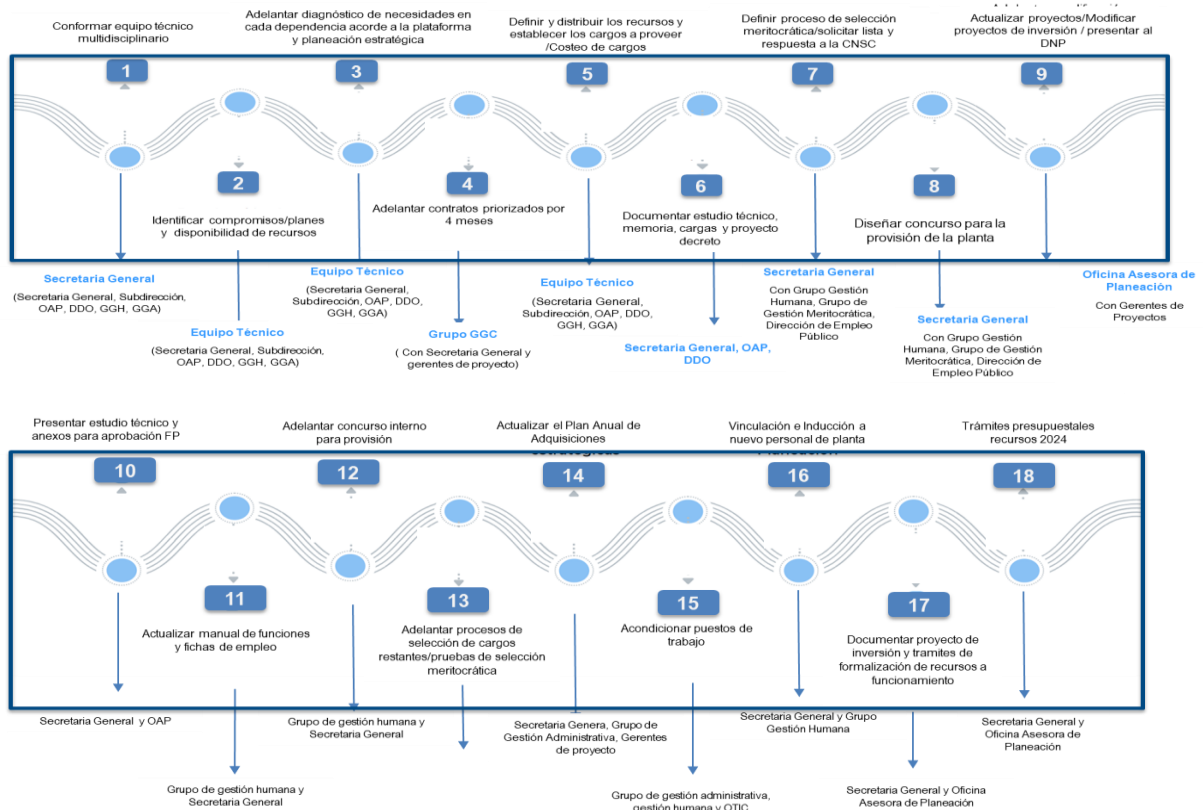 Conformar equipo técnico
multidisciplinario
1
Secretaria General
(Secretaria General, Subdirección,
OAP, DDO, GGH, GGA)
2
Identificar compromisos/planes
y disponibilidad de recursos
Equipo Técnico
(Secretaria General, Subdirección,
OAP, DDO, GGH, GGA)
Adelantar diagnóstico de necesidades en
cada dependencia acorde a la plataforma
y planeación estratégica
3
Equipo Técnico
(Secretaria General,
Subdirección, OAP, DDO,
GGH, GGA)
4
Adelantar contratos priorizados por
4 meses
Grupo GGC
( Con Secretaria General y
gerentes de proyecto)
Definir y distribuir los recursos y
establecer los cargos a proveer
/Costeo de cargos
5
Equipo Técnico
(Secretaria General,
Subdirección, OAP, DDO,
GGH, GGA)
6
Documentar estudio técnico,
memoria, cargas y proyecto
decreto
Secretaria General, OAP,
DDO
Definir proceso de selección
meritocrática/solicitar lista y
respuesta a la CNSC
7
Secretaria General
Con Grupo Gestión
Humana, Grupo de
Gestión Meritocrática,
Dirección de Empleo
Público
8
Diseñar concurso para la
provisión de la planta
Secretaria General
Con Grupo Gestión
Humana, Grupo de Gestión
Meritocrática, Dirección de
Empleo Público
Actualizar proyectos/Modificar
proyectos de inversión / presentar al
DNP
9
Oficina Asesora de
Planeación
Con Gerentes de
Proyectos
Presentar estudio técnico y
anexos para aprobación FP
10
Secretaria General y OAP
11
Actualizar manual de funciones
y fichas de empleo
Grupo de gestión humana y
Secretaria General
Adelantar concurso interno
para provisión
12
Grupo de gestión humana y
Secretaria General
13
Adelantar procesos de
selección de cargos
restantes/pruebas de selección
meritocrática
Actualizar el Plan Anual de
Adquisiciones
estratégicas
14
Secretaria Genera, Grupo de
Gestión Administrativa, Gerentes
de proyecto
15
Acondicionar puestos de
trabajo
Grupo de gestión administrativa,
gestión humana y OTIC
Vinculación e Inducción a
nuevo personal de planta
Planeación
16
Secretaria General y Grupo
Gestión Humana
17
Documentar proyecto de
inversión y tramites de
formalización de recursos a
funcionamiento
Secretaria General y Oficina
Asesora de Planeación
Trámites presupuestales
recursos 2024
18
Secretaria General y
Oficina Asesora de
Planeación